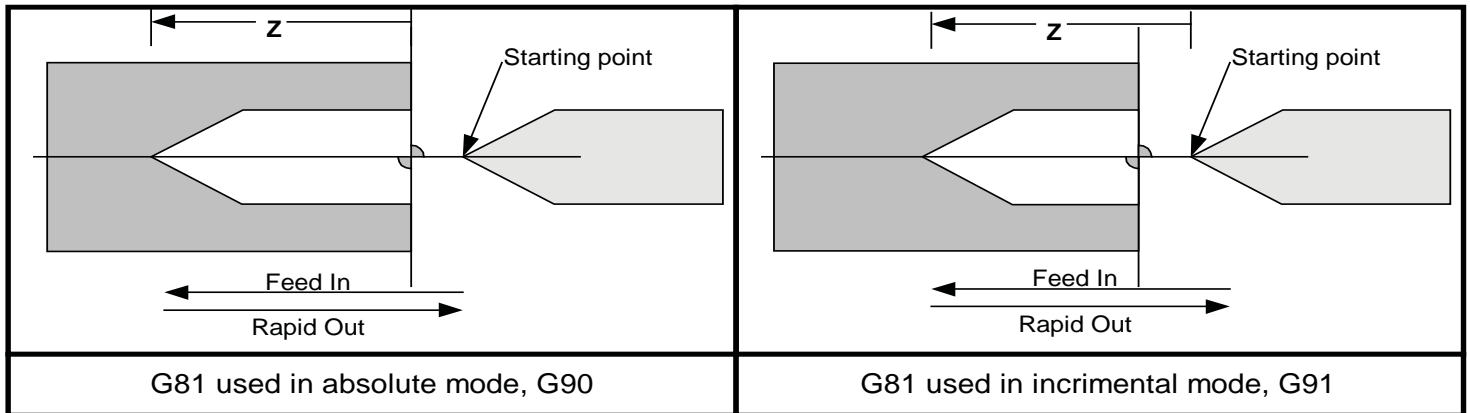 Z
Starting point
Feed In
Rapid Out
G81 used in absolute mode, G90
Z
Starting point
Feed In
Rapid Out
G81 used in incrimental mode, G91